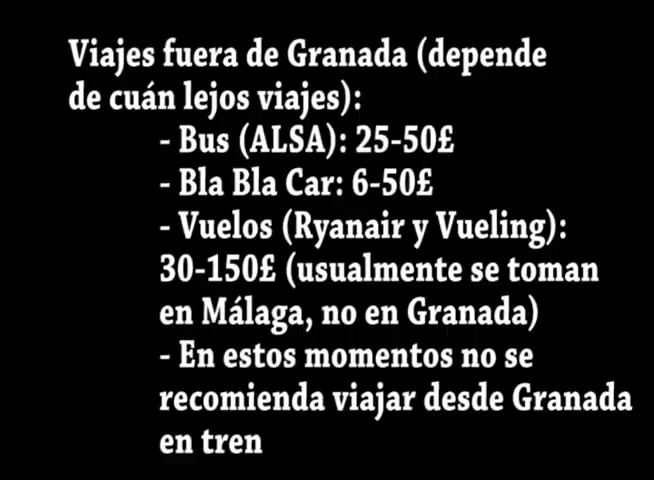 Viajes fuera de Granada (depende
de cuán lejos viajes):
- Bus (ALSA): 25-50£
- Bla Bla Car: 6-50£
- Vuelos (Ryanair y Vueling):
30-150£ (usualmente se toman
en Málaga, no en Granada)
- En estos momentos no se
recomienda viajar desde Granada
en tren